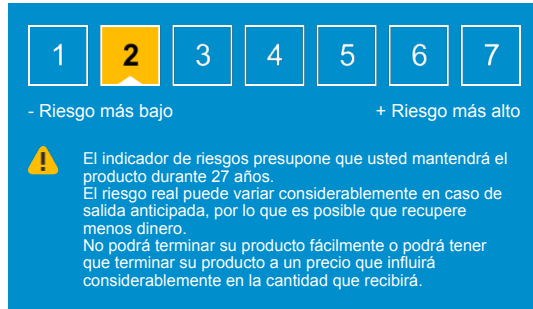 1 2 3 4 5 6 7
- Riesgo más bajo + Riesgo más alto
El indicador de riesgos presupone que usted mantendrá el
producto durante 27 años.
El riesgo real puede variar considerablemente en caso de
salida anticipada, por lo que es posible que recupere
menos dinero.
No podrá terminar su producto fácilmente o podrá tener
que terminar su producto a un precio que influirá
considerablemente en la cantidad que recibirá.